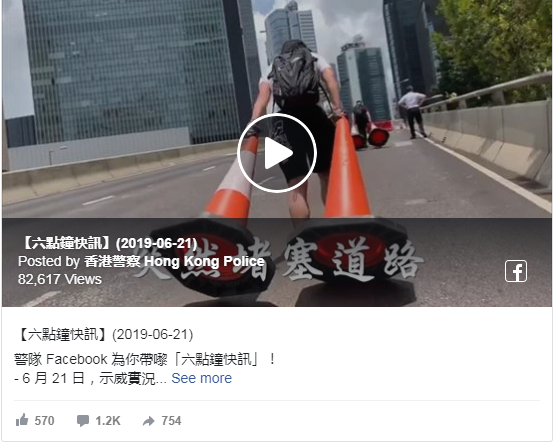 【六點鐘快訊】(2019-06-21)
Posted by 香港警察 Hong Kong Police
82,617 Views
突然堵塞道路
【六點鐘快訊】(2019-06-21)
警隊 Facebook 為你帶嚟「六點鐘快訊」！
- 6 月 21 日，示威實況... See more
570
1.2K
754